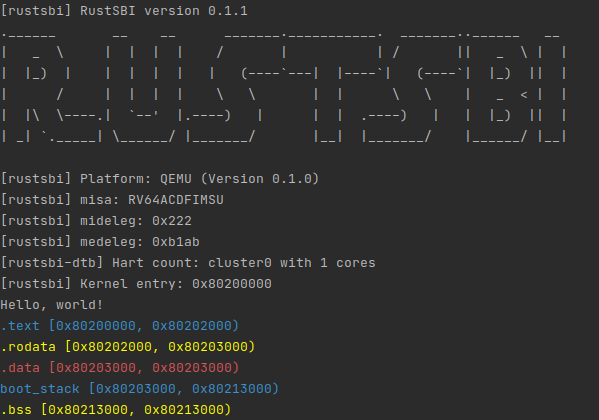 [rustsbi] RustSBI version 0.1.1
.______       __    __      _______.___________.  _______..______   __
|   _  \     |  |  |  |    /       |           | /       ||   _  \ |  |
|  |_)  |    |  |  |  |   |   (----`---|  |----`|   (----`|  |_)  ||  |
|      /     |  |  |  |    \   \       |  |      \   \    |   _  < |  |
|  |\  \----.|  `--'  |.----)   |      |  |  .----)   |   |  |_)  ||  |
| _| `._____| \______/ |_______/       |__|  |_______/    |______/ |__|
[rustsbi] Platform: QEMU (Version 0.1.0)
[rustsbi] misa: RV64ACDFIMSU
[rustsbi] mideleg: 0x222
[rustsbi] medeleg: 0xb1ab
[rustsbi-dtb] Hart count: cluster0 with 1 cores
[rustsbi] Kernel entry: 0x80200000
Hello, world!
.text [0x80200000, 0x80202000)
.rodata [0x80202000, 0x80203000)
.data [0x80203000, 0x80203000)
boot_stack [0x80203000, 0x80213000)
.bss [0x80213000, 0x80213000)